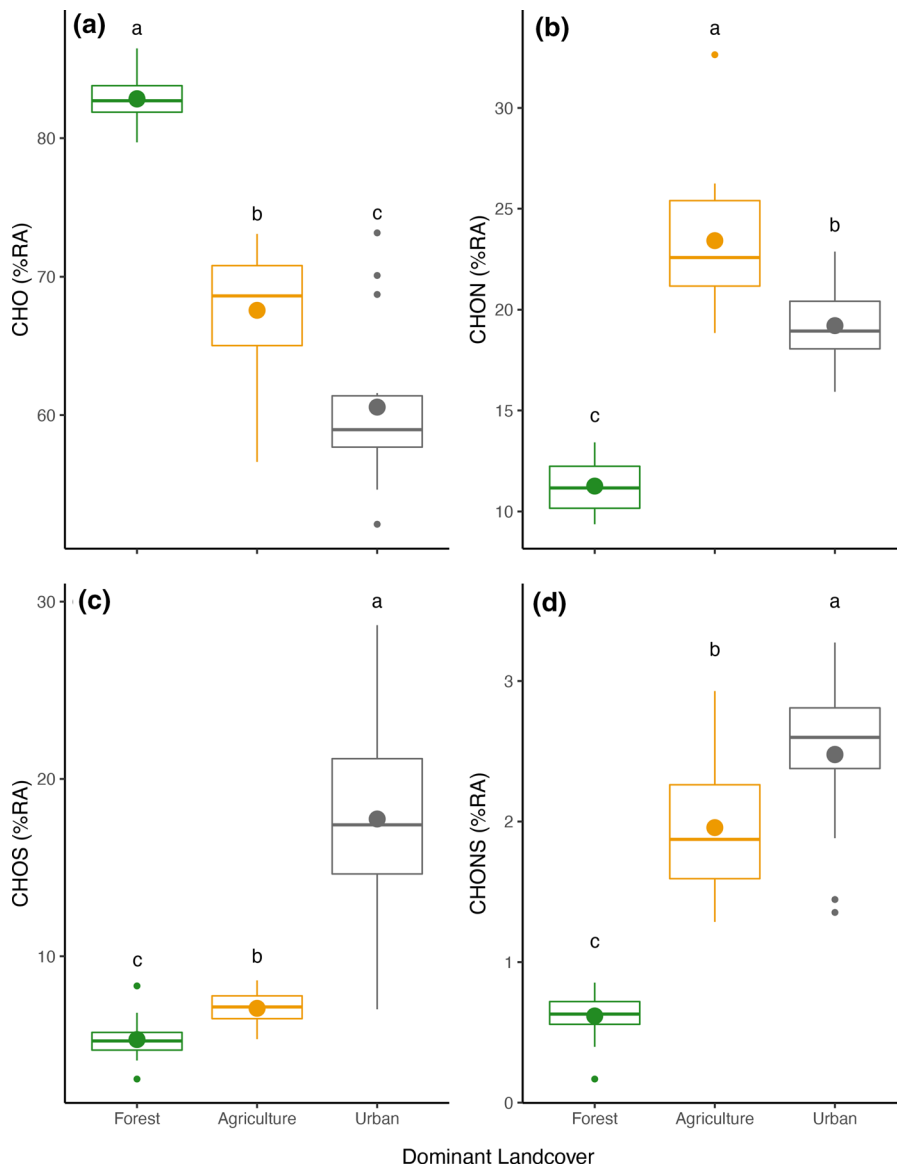 (a)
a
b
c
80
70
60
CHO (%RA)
(b)
a
b
c
30
25
20
15
10
CHON (%RA)
(c)
a
b
c
30
20
10
CHOS (%RA)
Forest Agriculture Urban
(d)
a
b
c
3
2
1
0
CHONS (%RA)
Forest Agriculture Urban
Dominant Landcover